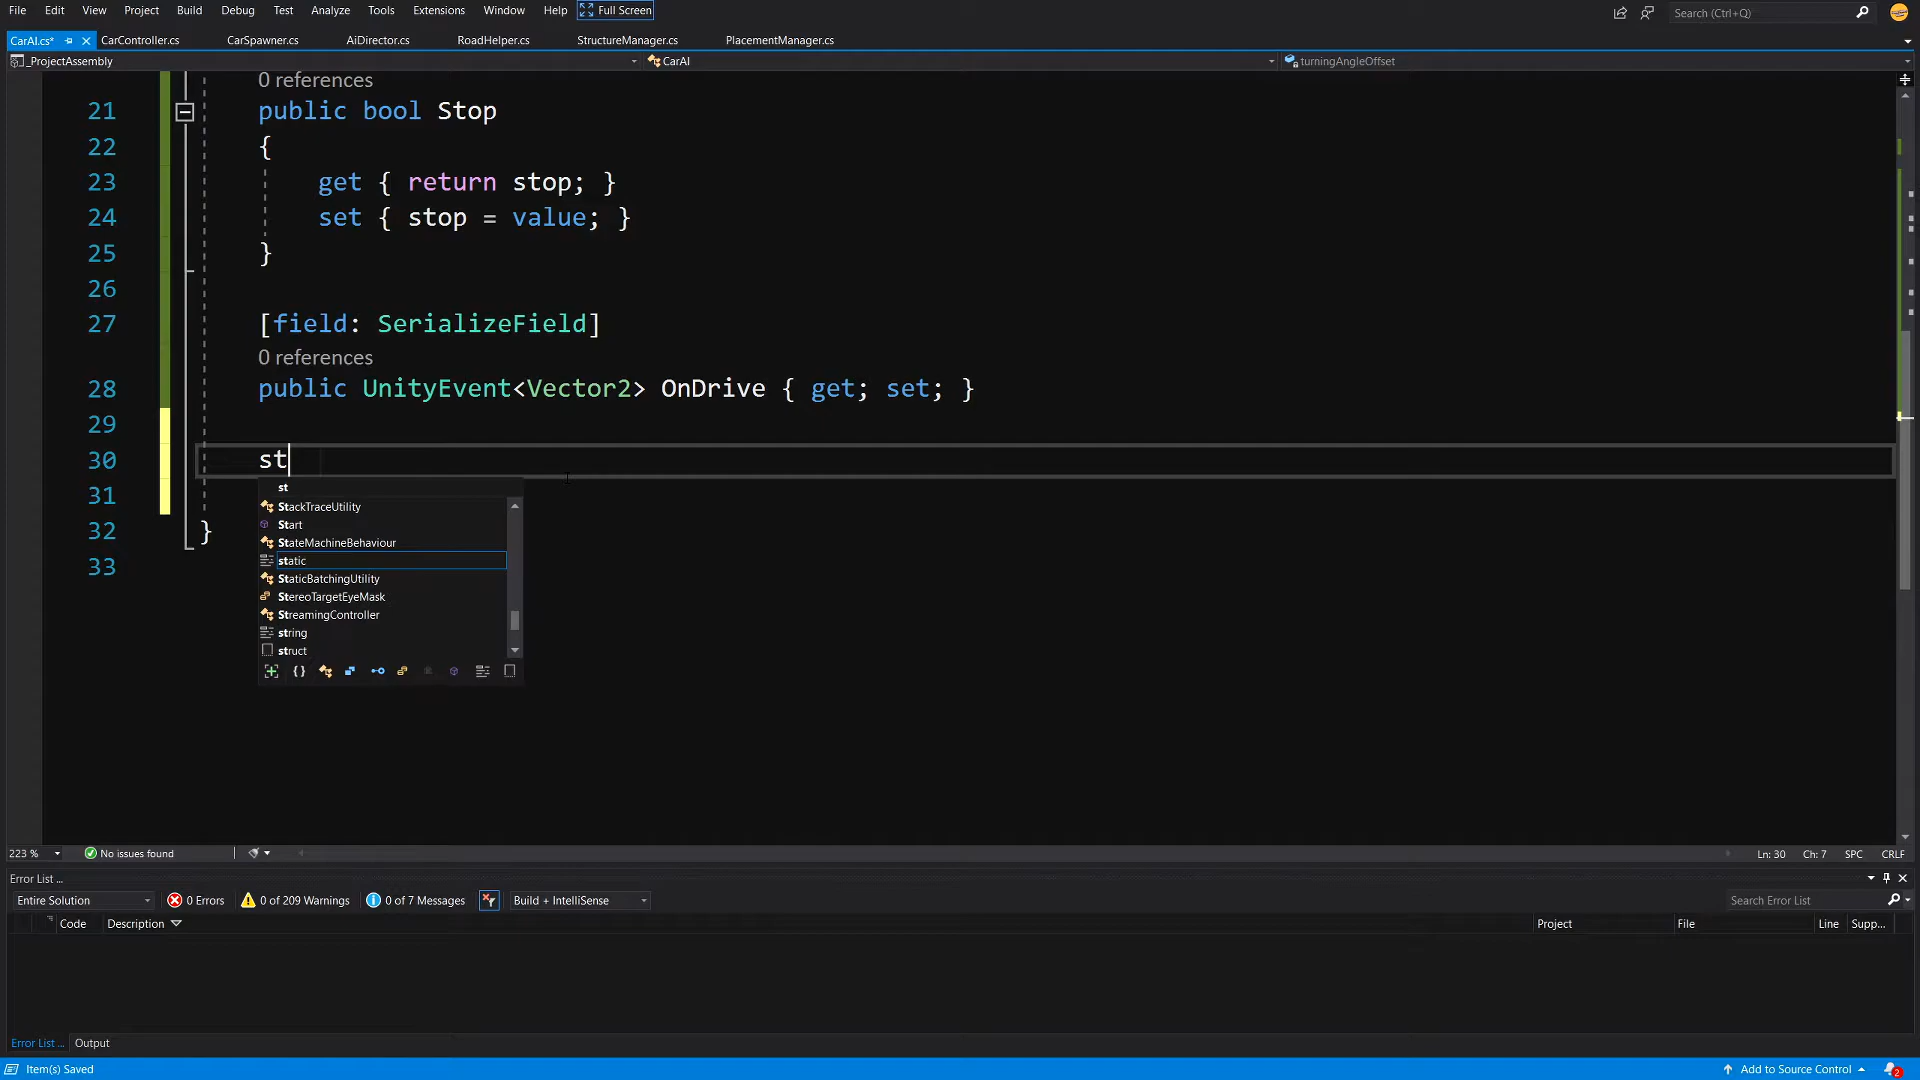 File Edit View Project Build Debug Test Analyze Tools Extensions Window Help Full Screen Search (Ctrl+Q)
CarAI.cs* CarController.cs CarSpawner.cs AiDirector.cs RoadHelper.cs StructureManager.cs PlacementManager.cs
_ProjectAssembly CarAI turningAngleOffset
0 references
21 public bool Stop
22 {
23 get { return stop; }
24 set { stop = value; }
25 }
26
27 [field: SerializeField]
0 references
28 public UnityEvent<Vector2> OnDrive { get; set; }
29
30 st
31
32 }
33
st
StackTraceUtility
Start
StateMachineBehaviour
static
StaticBatchingUtility
StereoTargetEyeMask
StreamingController
string
struct
223 % No issues found Ln: 30 Ch: 7 SPC CRLF
Error List ...
Entire Solution 0 Errors 0 of 209 Warnings 0 of 7 Messages Build + IntelliSense Search Error List
Code Description Project File Line Supp...
Error List ... Output
Item(s) Saved Add to Source Control 2